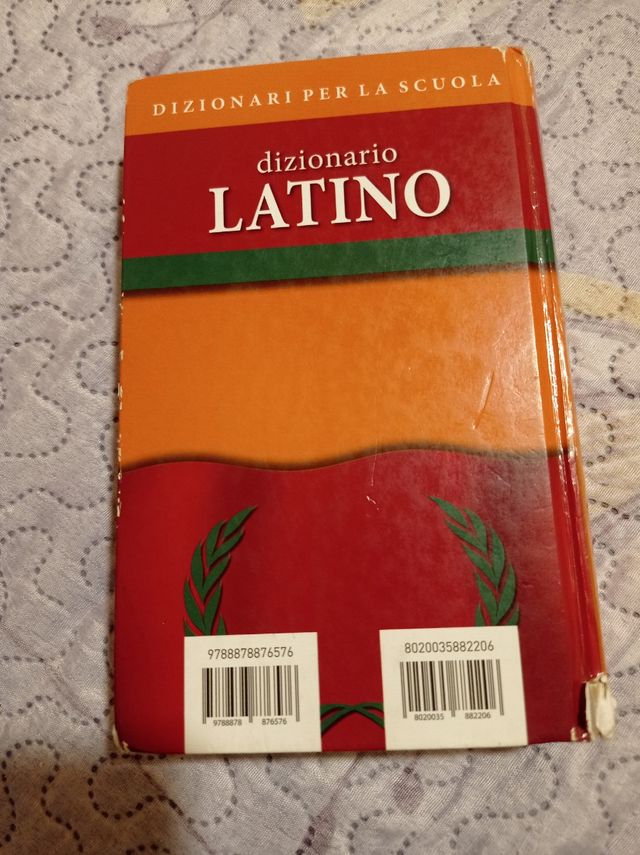 DIZIONARI PER LA SCUOLA
dizionario
LATINO
9788878876576
9788878 876576
8020035882206
8020035 882206